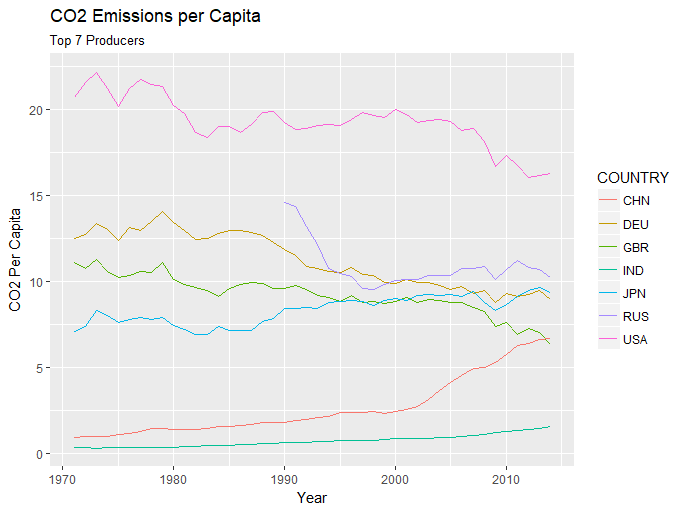 CO2 Emissions per Capita
Top 7 Producers
CO2 Per Capita
20
15
10
5
0
1970 1980 1990 2000 2010
Year
COUNTRY
CHN
DEU
GBR
IND
JPN
RUS
USA